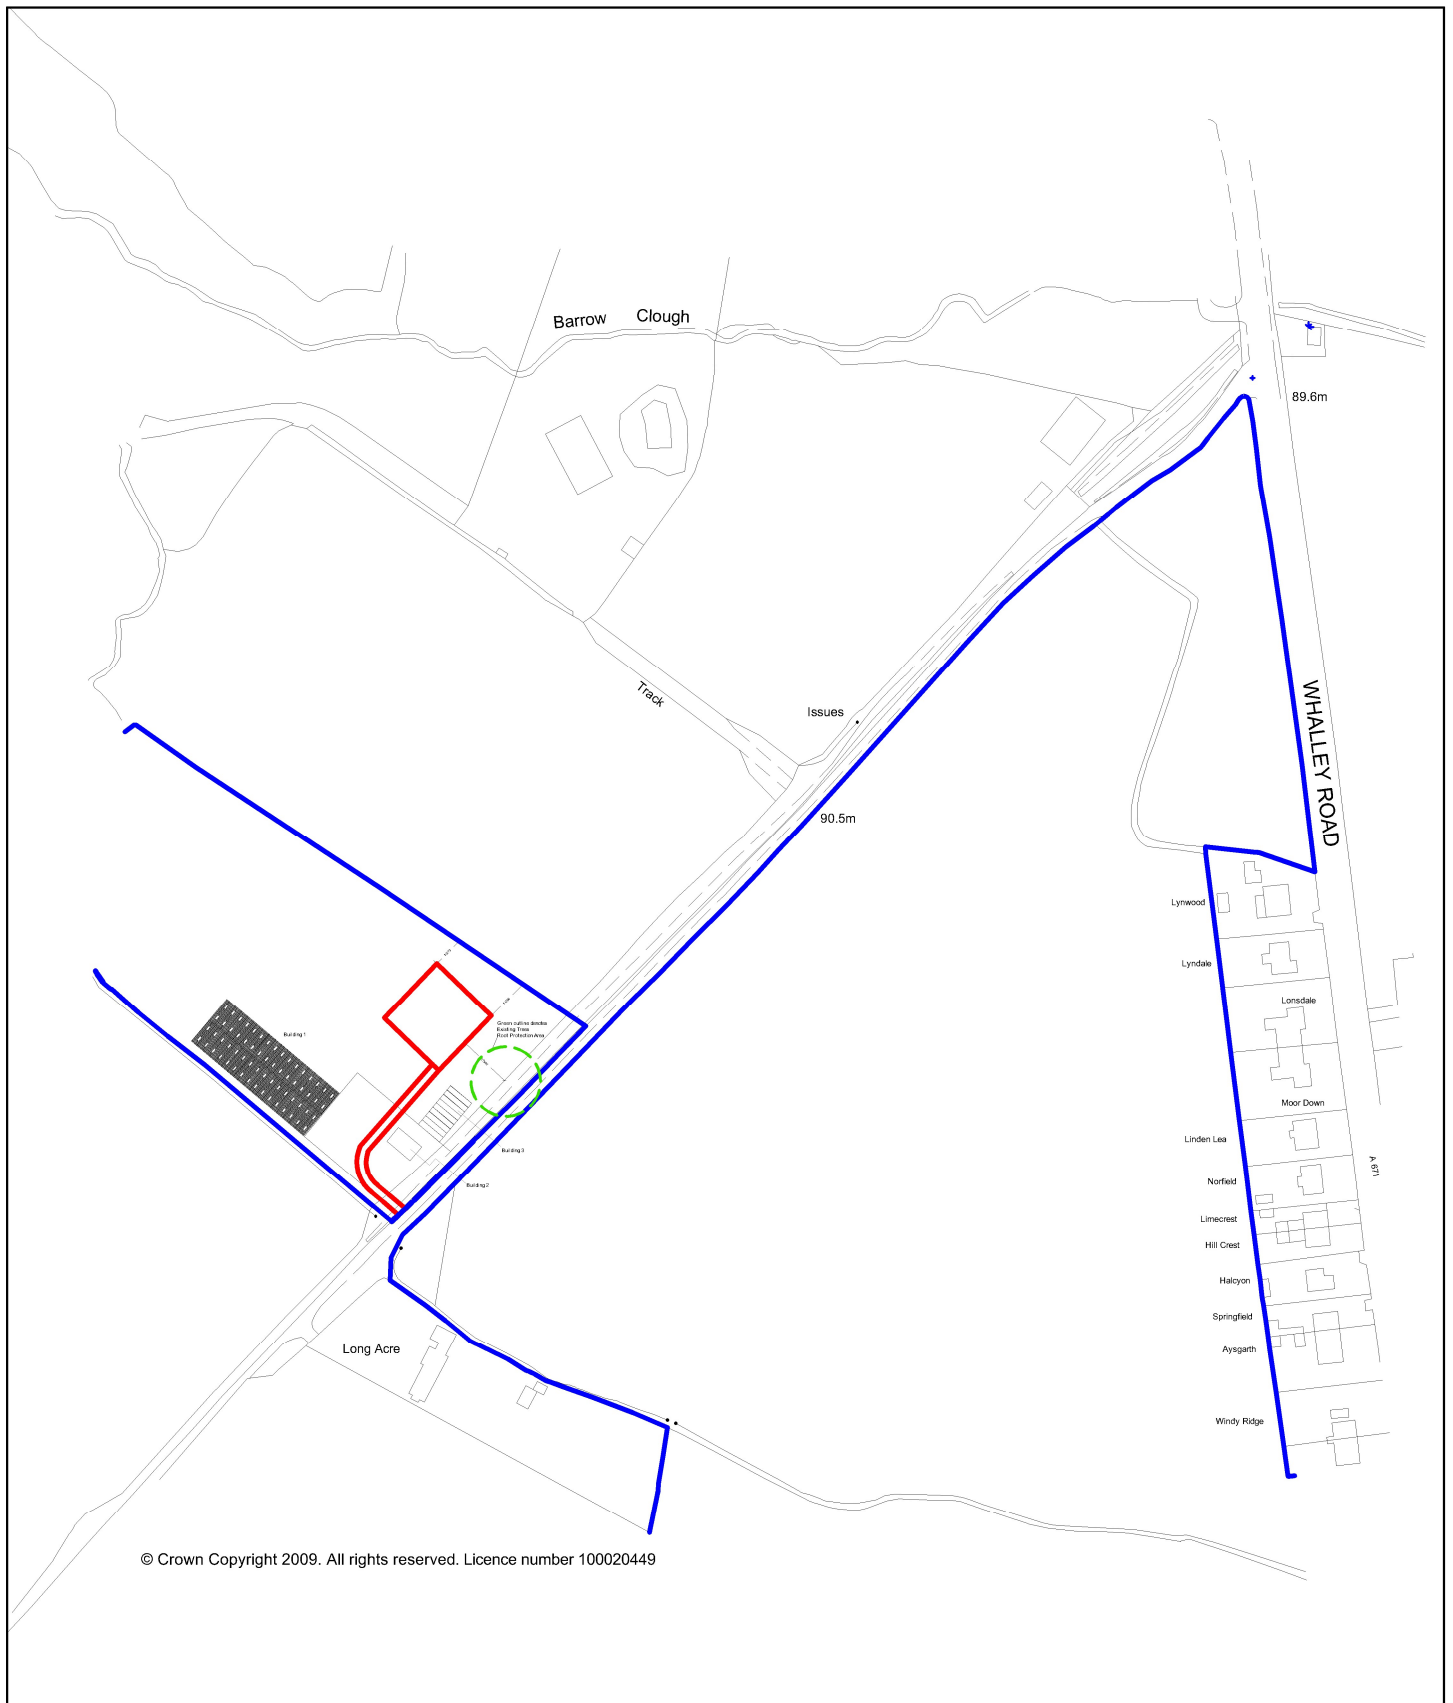 Barrow Clough
89.6m
Track
Issues
WHALLEY ROAD
90.5m
Lynwood
Lyndale
Lonsdale
Building 1
Green outline denotes
Existing Trees
Root Protection Area
Moor Down
Linden Lea
Building 3
A 671
Norfield
Building 2
Limecrest
Hill Crest
Halcyon
Springfield
Long Acre
Aysgarth
Windy Ridge
© Crown Copyright 2009. All rights reserved. Licence number 100020449